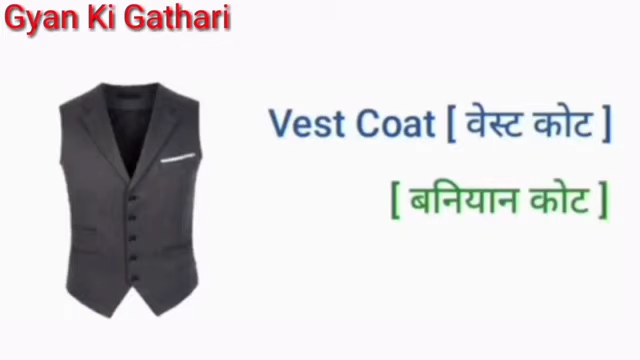 Gyan Ki Gathari
Vest Coat [ वेस्ट कोट ]
[ बनियान कोट ]